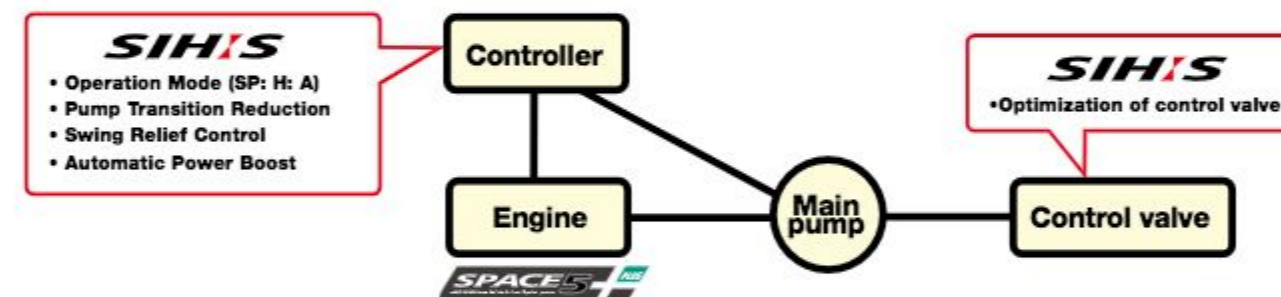 SIH:S
• Operation Mode (SP: H: A)
• Pump Transition Reduction
• Swing Relief Control
• Automatic Power Boost
Controller
SIH:S
•Optimization of control valve
Engine
Main
pump
Control valve
SPACE5
PLUS